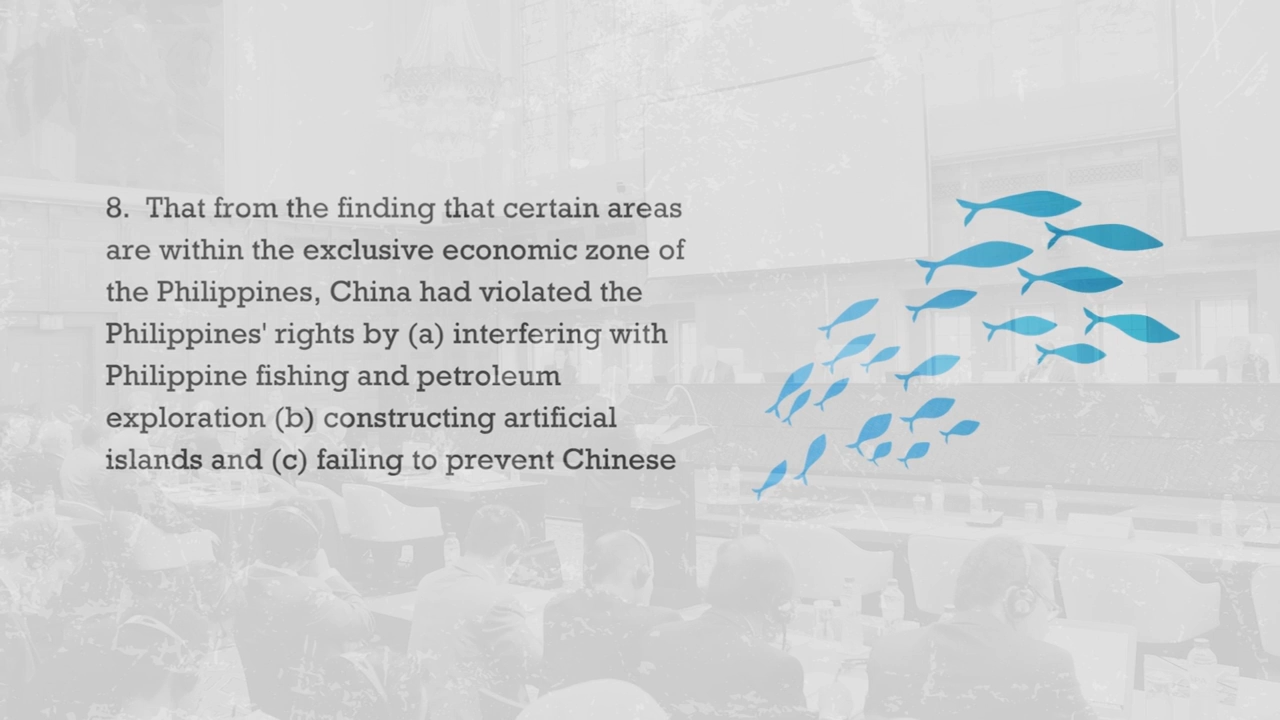 8. That from the finding that certain areas
are within the exclusive economic zone of
the Philippines, China had violated the
Philippines' rights by (a) interfering with
Philippine fishing and petroleum
exploration (b) constructing artificial
islands and (c) failing to prevent Chinese